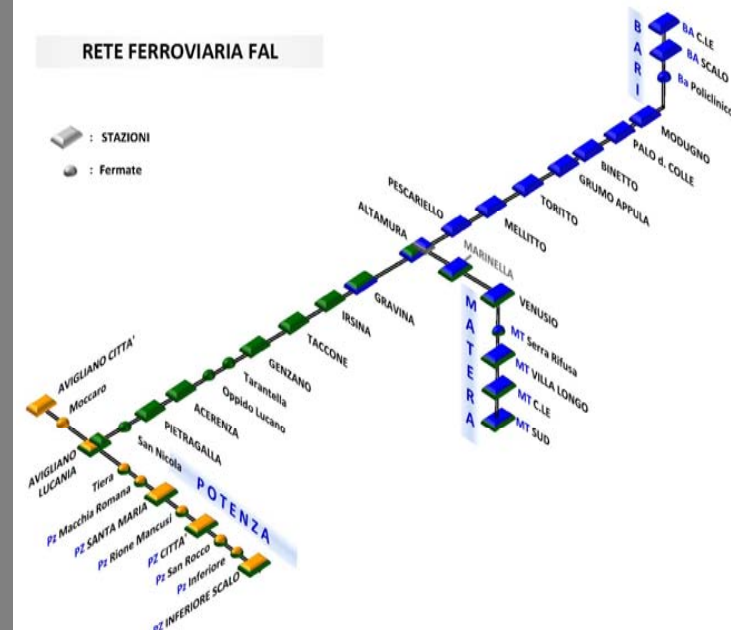 RETE FERROVIARIA FAL
: STAZIONI
: Fermate
BARI
BA C.LE
BA SCALO
Ba Policlinico
MODUGNO
PALO d. COLLE
BINETTO
GRUMO APPULA
TORITTO
MELLITTO
PESCARIELLO
ALTAMURA
MARINELLA
VENUSIO
MATERA
MT Serra Rifusa
MT VILLA LONGO
MT C.LE
MT SUD
GRAVINA
IRSINA
TACCONE
GENZANO
Tarantella
Oppido Lucano
ACERENZA
PIETRAGALLA
San Nicola
AVIGLIANO CITTA'
Moccaro
AVIGLIANO
LUCANIA
POTENZA
Tiera
Pz Macchia Romana
PZ SANTA MARIA
Pz Rione Mancusi
PZ CITTA'
Pz San Rocco
Pz Inferiore
PZ INFERIORE SCALO